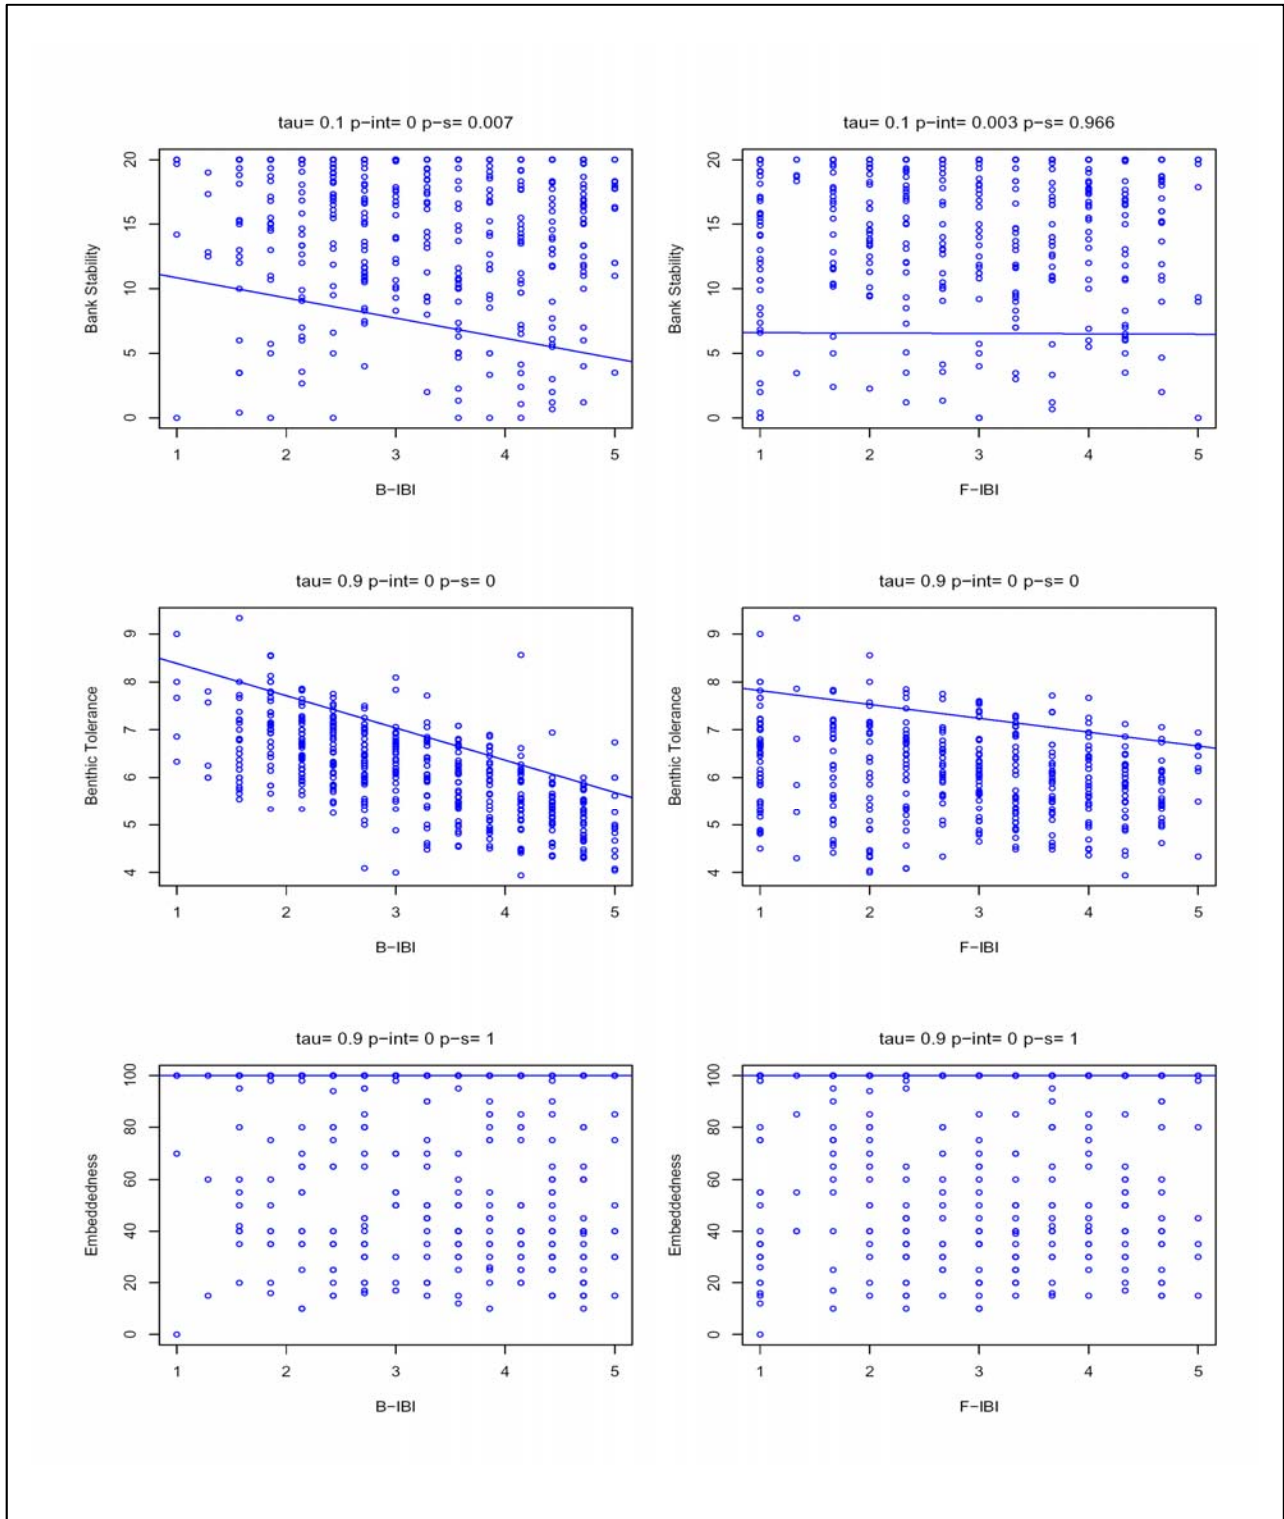 tau= 0.1 p-int= 0 p-s= 0.007
Bank Stability
20
15
10
5
0
1 2 3 4 5
B-IBI
tau= 0.1 p-int= 0.003 p-s= 0.966
Bank Stability
20
15
10
5
0
1 2 3 4 5
F-IBI
tau= 0.9 p-int= 0 p-s= 0
Benthic Tolerance
9
8
7
6
5
4
1 2 3 4 5
B-IBI
tau= 0.9 p-int= 0 p-s= 0
Benthic Tolerance
9
8
7
6
5
4
1 2 3 4 5
F-IBI
tau= 0.9 p-int= 0 p-s= 1
Embeddedness
100
80
60
40
20
0
1 2 3 4 5
B-IBI
tau= 0.9 p-int= 0 p-s= 1
Embeddedness
100
80
60
40
20
0
1 2 3 4 5
F-IBI